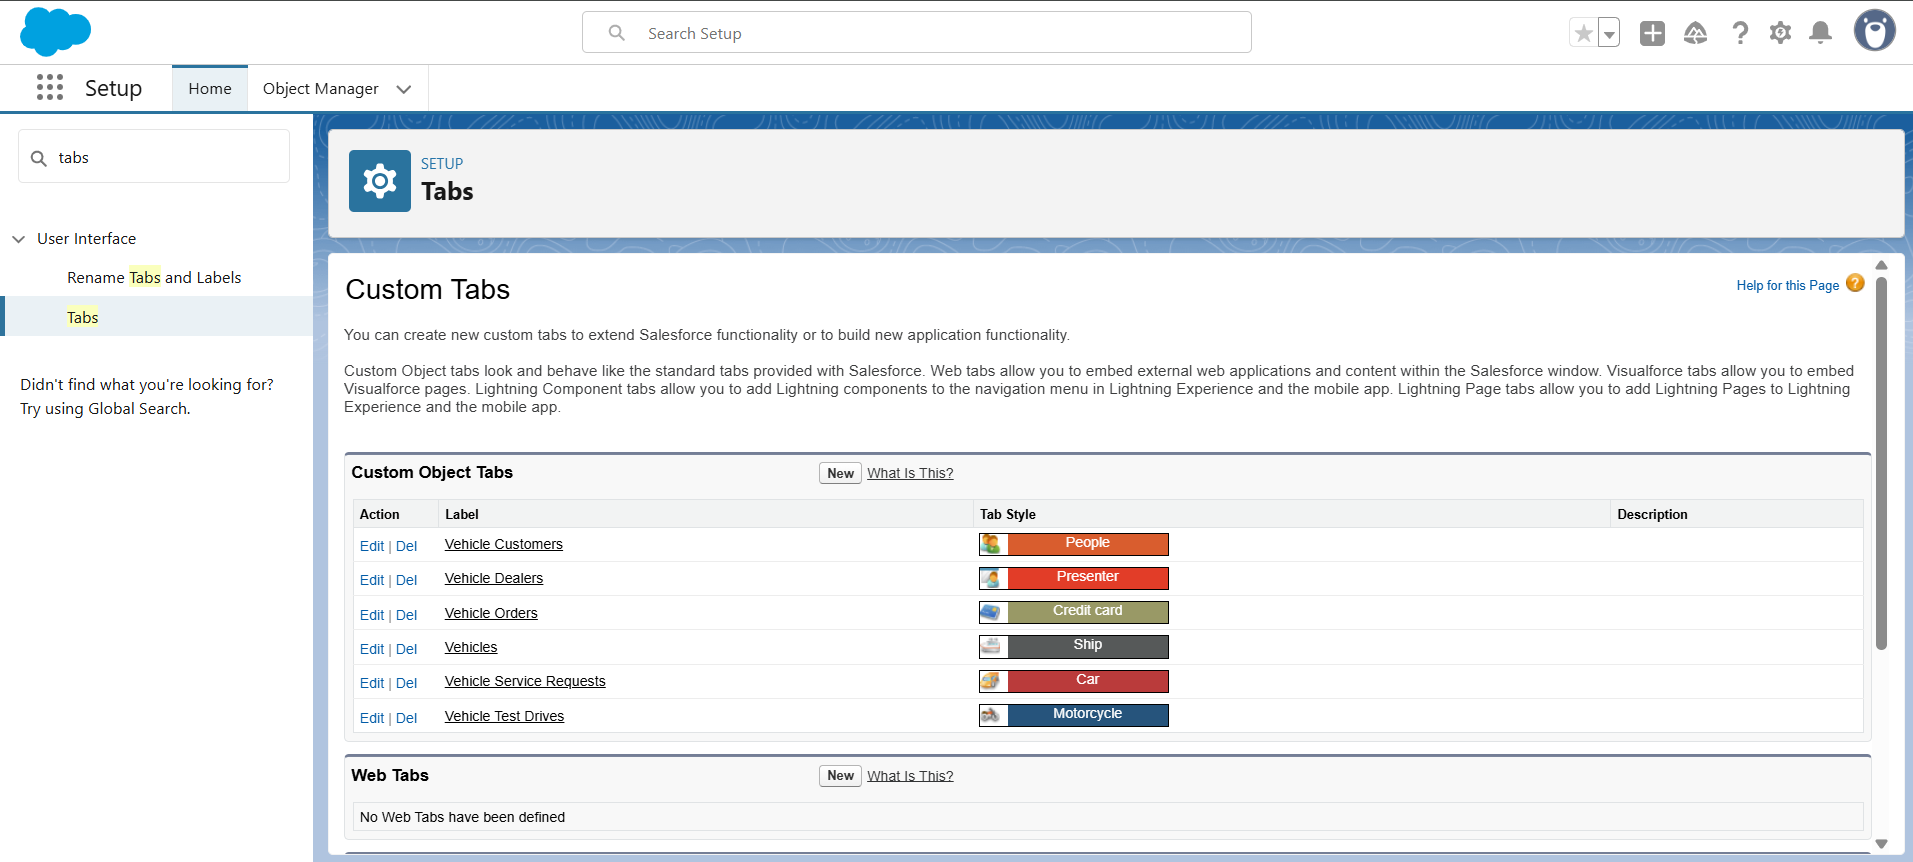 Search Setup
Setup
Home
Object Manager
tabs
User Interface
Rename Tabs and Labels
Tabs
Didn't find what you're looking for?
Try using Global Search.
SETUP
Tabs
Custom Tabs
Help for this Page ?
You can create new custom tabs to extend Salesforce functionality or to build new application functionality.
Custom Object tabs look and behave like the standard tabs provided with Salesforce. Web tabs allow you to embed external web applications and content within the Salesforce window. Visualforce tabs allow you to embed
Visualforce pages. Lightning Component tabs allow you to add Lightning components to the navigation menu in Lightning Experience and the mobile app. Lightning Page tabs allow you to add Lightning Pages to Lightning
Experience and the mobile app.
Custom Object Tabs New What Is This?
Action Label Tab Style Description
Edit | Del Vehicle Customers People
Edit | Del Vehicle Dealers Presenter
Edit | Del Vehicle Orders Credit card
Edit | Del Vehicles Ship
Edit | Del Vehicle Service Requests Car
Edit | Del Vehicle Test Drives Motorcycle
Web Tabs New What Is This?
No Web Tabs have been defined